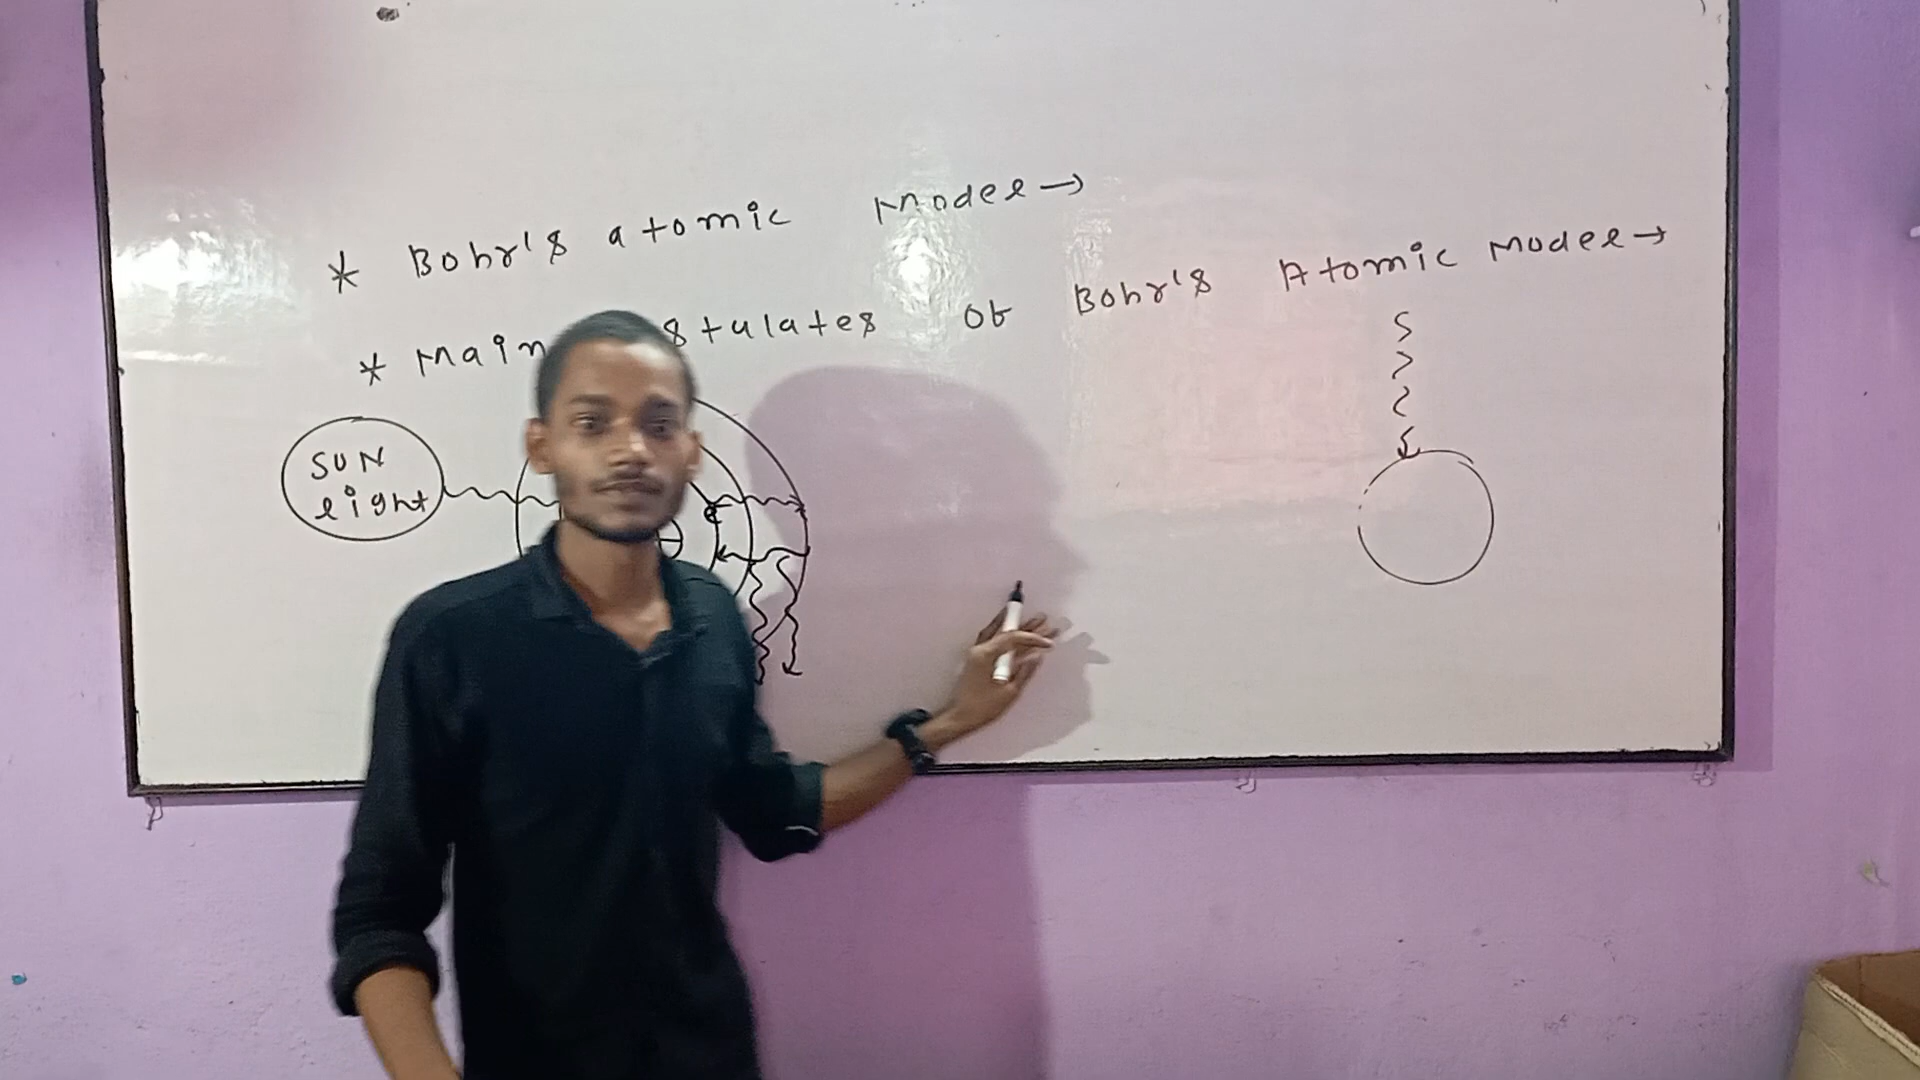 * Bohr's atomic Model →
* Main stulates Of Bohr's Atomic Model →
SUN
light
e